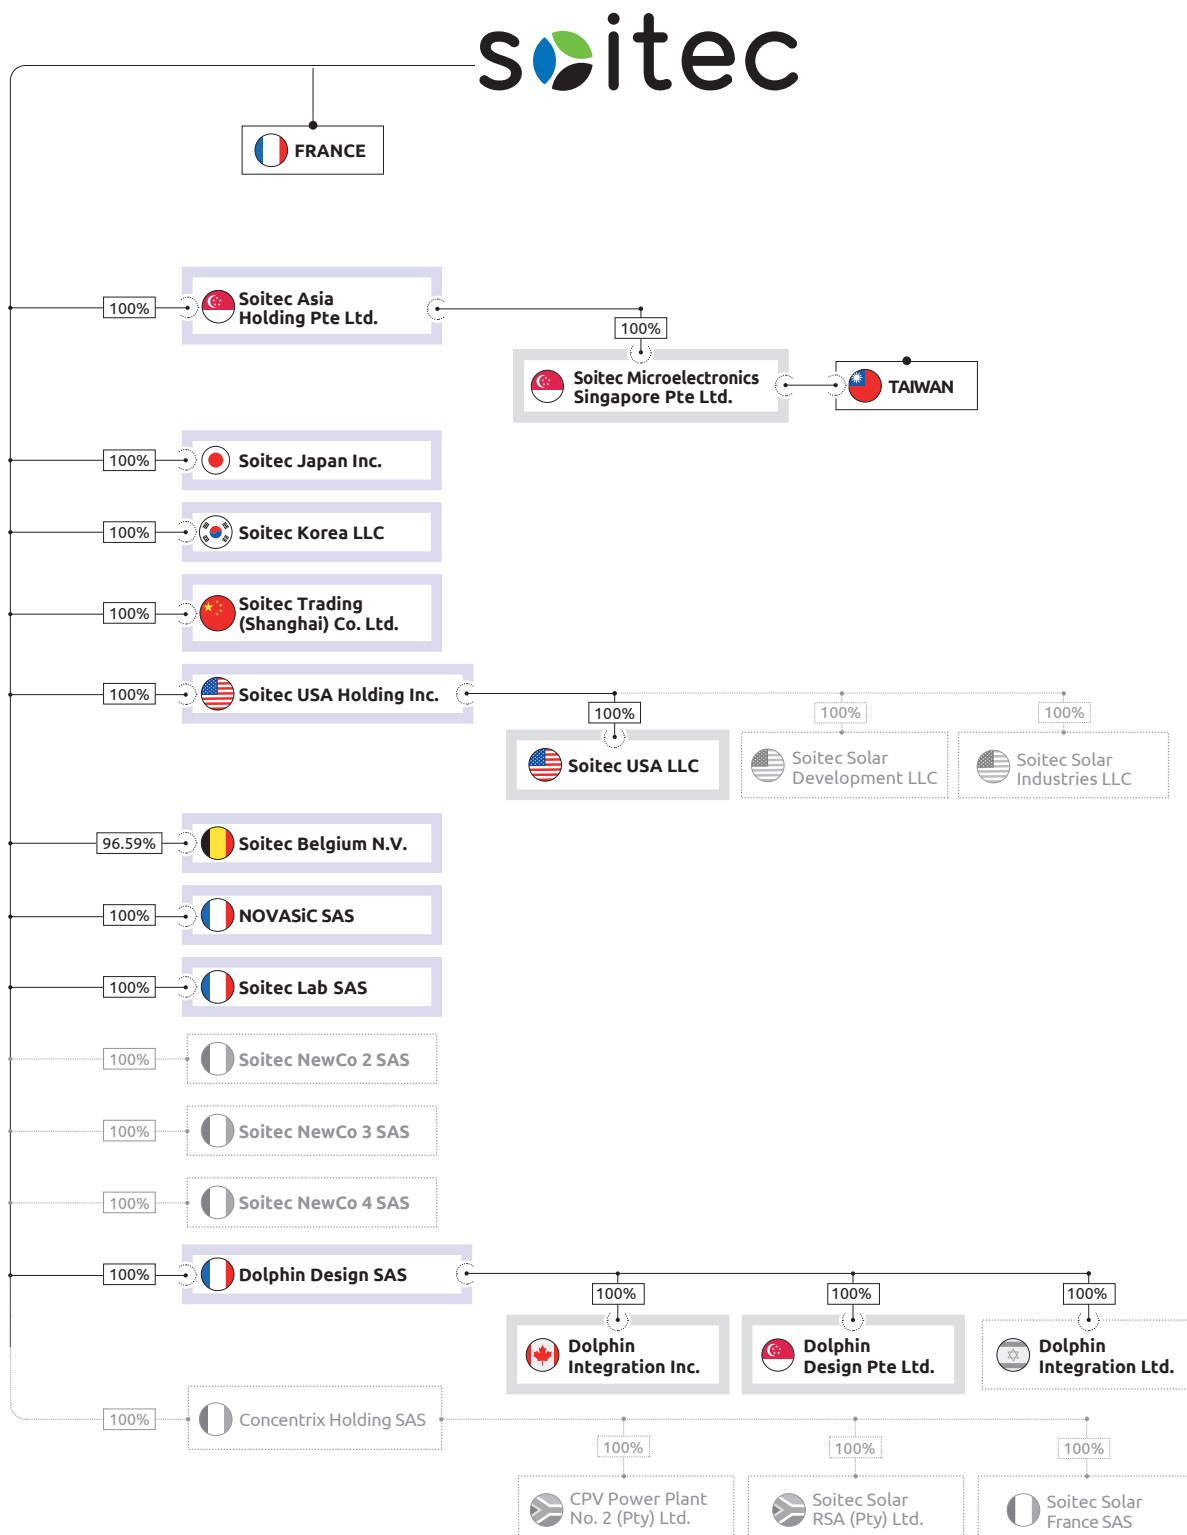 soitec
FRANCE
100%
Soitec Asia
Holding Pte Ltd.
100%
Soitec Microelectronics
Singapore Pte Ltd.
TAIWAN
100%
Soitec Japan Inc.
100%
Soitec Korea LLC
100%
Soitec Trading
(Shanghai) Co. Ltd.
100%
Soitec USA Holding Inc.
100%
100%
100%
Soitec USA LLC
Soitec Solar
Development LLC
Soitec Solar
Industries LLC
96.59%
Soitec Belgium N.V.
100%
NOVASiC SAS
100%
Soitec Lab SAS
100%
Soitec NewCo 2 SAS
100%
Soitec NewCo 3 SAS
100%
Soitec NewCo 4 SAS
100%
Dolphin Design SAS
100%
100%
100%
Dolphin
Integration Inc.
Dolphin
Design Pte Ltd.
Dolphin
Integration Ltd.
100%
Concentrix Holding SAS
100%
100%
100%
CPV Power Plant
No. 2 (Pty) Ltd.
Soitec Solar
RSA (Pty) Ltd.
Soitec Solar
France SAS